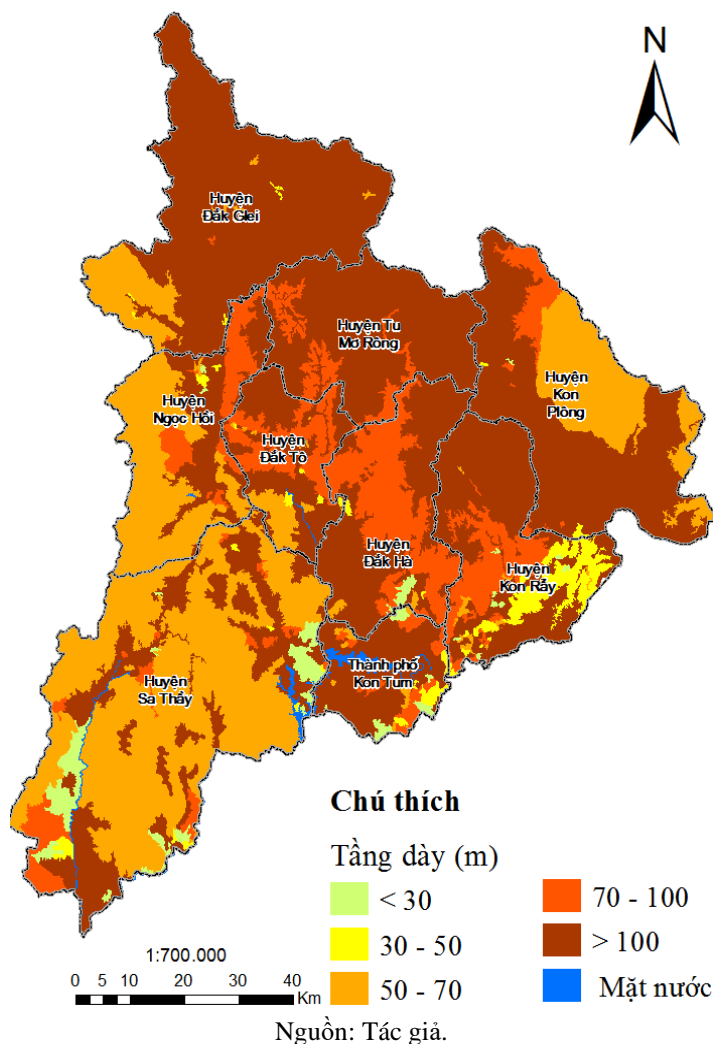 N
Huyện
Đắk Glei
Huyện Tu
Mơ Rông
Huyện
Kon
Plông
Huyện
Ngọc Hồi
Huyện
Đắk Tô
Huyện
Đắk Hà
Huyện
Kon Rẫy
Thành phố
Kon Tum
Huyện
Sa Thầy
Chú thích
Tầng dày (m)
< 30
30 - 50
50 - 70
70 - 100
> 100
Mặt nước
1:700.000
0 5 10 20 30 40
Km
Nguồn: Tác giả.